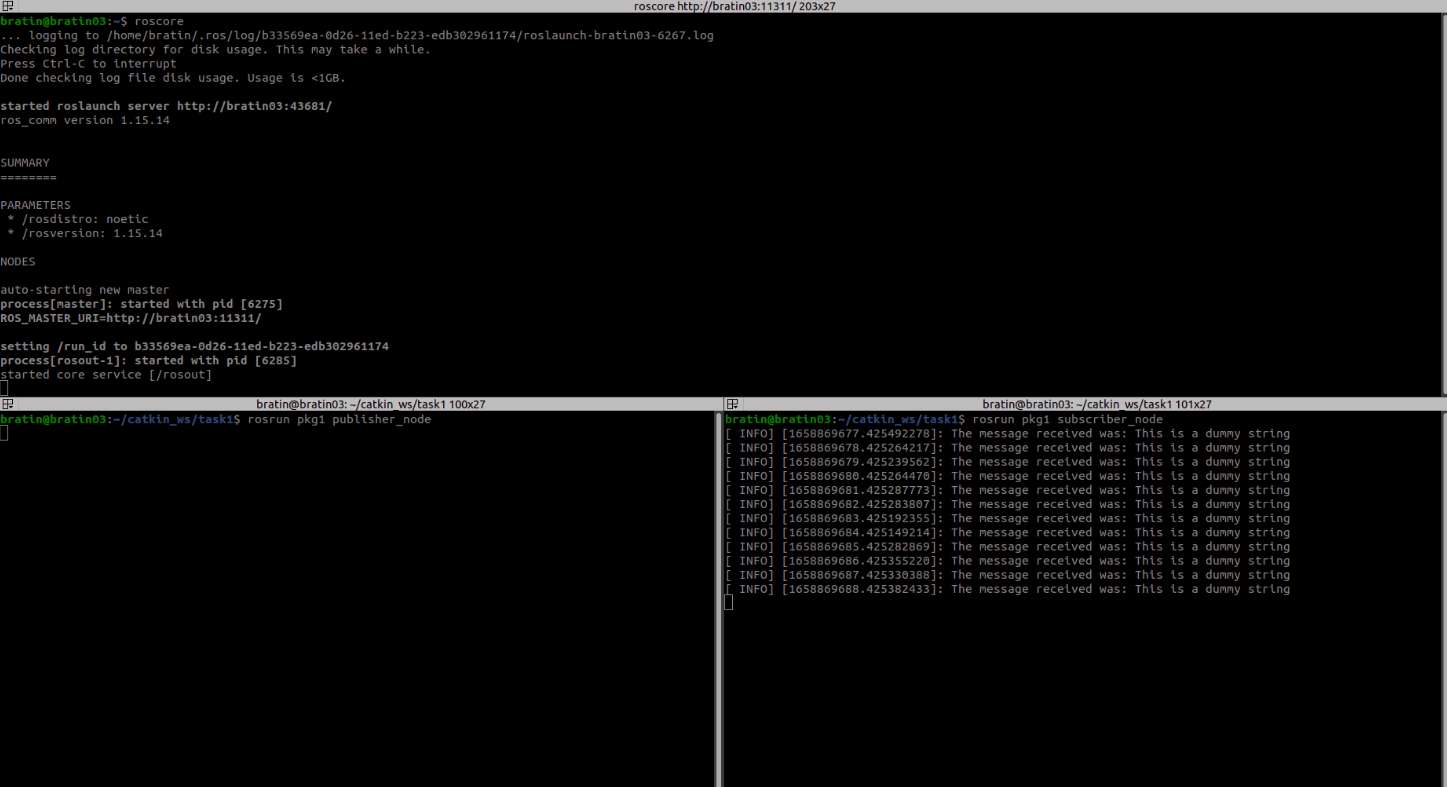 roscore http://bratin03:11311/ 203x27
bratin@bratin03:~$ roscore
... logging to /home/bratin/.ros/log/b33569ea-0d26-11ed-b223-edb302961174/roslaunch-bratin03-6267.log
Checking log directory for disk usage. This may take a while.
Press Ctrl-C to interrupt
Done checking log file disk usage. Usage is <1GB.
started roslaunch server http://bratin03:43681/
ros_comm version 1.15.14
SUMMARY
========
PARAMETERS
 * /rosdistro: noetic
 * /rosversion: 1.15.14
NODES
auto-starting new master
process[master]: started with pid [6275]
ROS_MASTER_URI=http://bratin03:11311/
setting /run_id to b33569ea-0d26-11ed-b223-edb302961174
process[rosout-1]: started with pid [6285]
started core service [/rosout]
bratin@bratin03: ~/catkin_ws/task1 100x27
bratin@bratin03:~/catkin_ws/task1$ rosrun pkg1 publisher_node
bratin@bratin03: ~/catkin_ws/task1 101x27
bratin@bratin03:~/catkin_ws/task1$ rosrun pkg1 subscriber_node
[ INFO] [1658869677.425492278]: The message received was: This is a dummy string
[ INFO] [1658869678.425264217]: The message received was: This is a dummy string
[ INFO] [1658869679.425239562]: The message received was: This is a dummy string
[ INFO] [1658869680.425264470]: The message received was: This is a dummy string
[ INFO] [1658869681.425287773]: The message received was: This is a dummy string
[ INFO] [1658869682.425283807]: The message received was: This is a dummy string
[ INFO] [1658869683.425192355]: The message received was: This is a dummy string
[ INFO] [1658869684.425149214]: The message received was: This is a dummy string
[ INFO] [1658869685.425282869]: The message received was: This is a dummy string
[ INFO] [1658869686.425355220]: The message received was: This is a dummy string
[ INFO] [1658869687.425330388]: The message received was: This is a dummy string
[ INFO] [1658869688.425382433]: The message received was: This is a dummy string